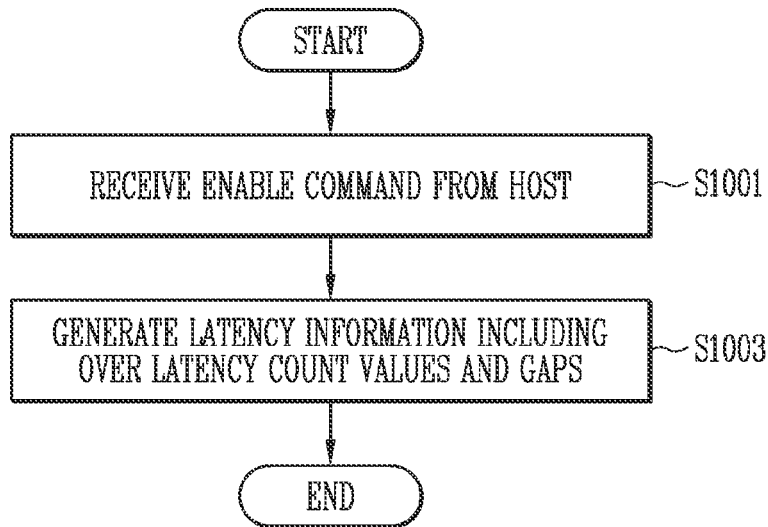 START
RECEIVE ENABLE COMMAND FROM HOST
S1001
GENERATE LATENCY INFORMATION INCLUDING
OVER LATENCY COUNT VALUES AND GAPS
S1003
END